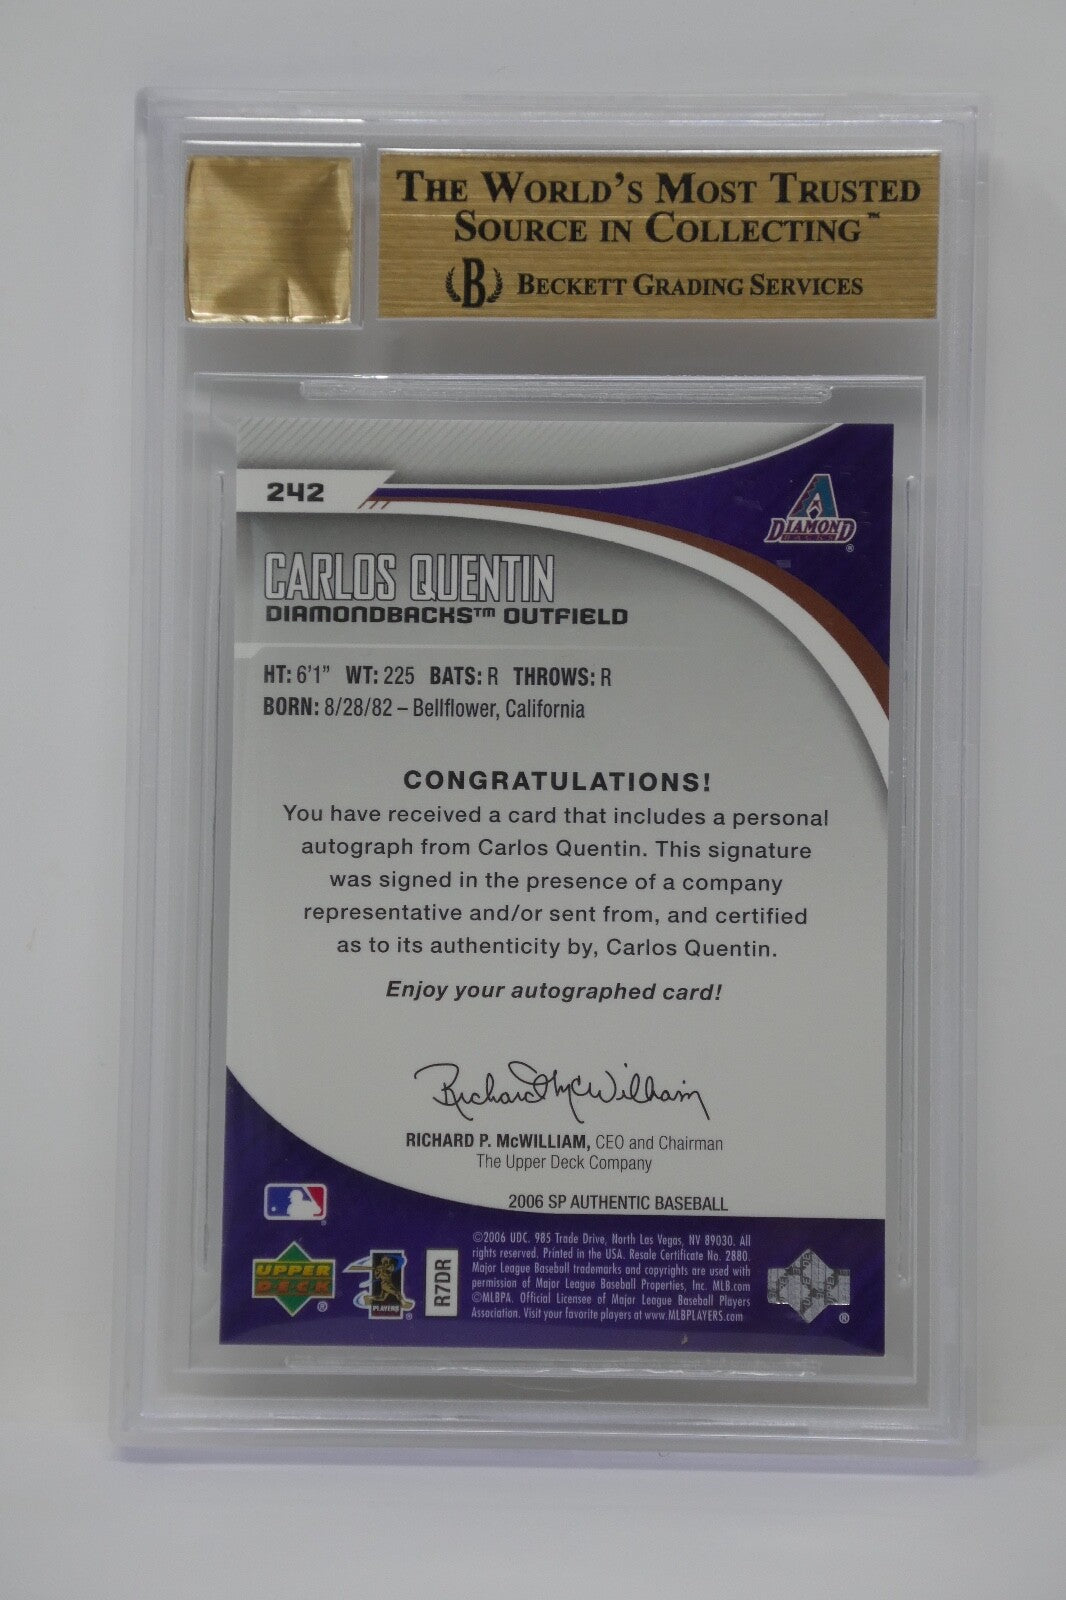 THE WORLD'S MOST TRUSTED
SOURCE IN COLLECTING™
B BECKETT GRADING SERVICES
242
A
DIAMOND
BACKS
®
CARLOS QUENTIN
DIAMONDBACKS™ OUTFIELD
HT: 6'1" WT: 225 BATS: R THROWS: R
BORN: 8/28/82 – Bellflower, California
CONGRATULATIONS!
You have received a card that includes a personal
autograph from Carlos Quentin. This signature
was signed in the presence of a company
representative and/or sent from, and certified
as to its authenticity by, Carlos Quentin.
Enjoy your autographed card!
Richard McWilliam
RICHARD P. McWILLIAM, CEO and Chairman
The Upper Deck Company
2006 SP AUTHENTIC BASEBALL
UPPER
DECK
®
PLAYERS
®
R7DR
©2006 UDC. 985 Trade Drive, North Las Vegas, NV 89030. All
rights reserved. Printed in the USA. Resale Certificate No. 2880.
Major League Baseball trademarks and copyrights are used with
permission of Major League Baseball Properties, Inc. MLB.com
©MLBPA. Official Licensee of Major League Baseball Players
Association. Visit your favorite players at www.MLBPLAYERS.com
®